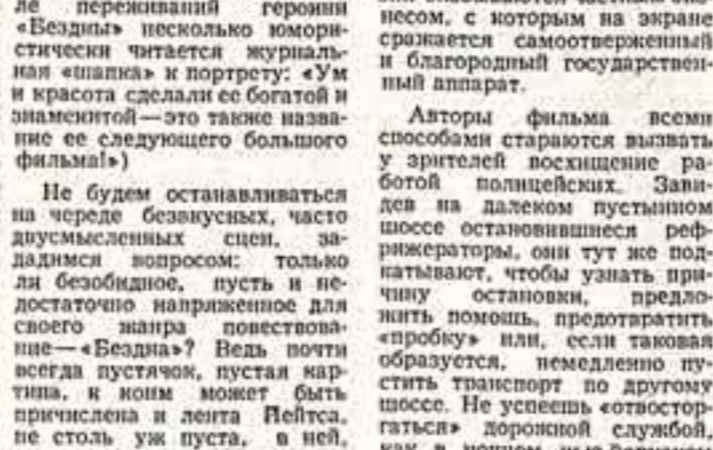 ле переживаний героини
«Бездны» несколько юмори-
стически читается журналь-
ная «шапка» к портрету: «Ум
и красота сделали ее богатой и
знаменитой—это также назва-
ние ее следующего большого
фильма!»)
Не будем останавливаться
на череде безвкусных, часто
двусмысленных сцен, за-
дадимся вопросом: только
ли безобидное, пусть и не-
достаточно напряженное для
своего жанра повествова-
ние—«Бездна»? Ведь почти
всегда пустячок, пустая кар-
тина, к коим может быть
причислена и лента Йейтса,
не столь уж пуста, в ней,
несом, с которым на экране
сражается самоотверженный
и благородный государствен-
ный аппарат.
Авторы фильма всеми
способами стараются вызвать
у зрителей восхищение ра-
ботой полицейских. Зави-
дев на далеком пустынном
шоссе остановившиеся реф-
рижераторы, они тут же под-
катывают, чтобы узнать при-
чину остановки, предло-
жить помощь, предотвратить
«пробку» или, если таковая
образуется, немедленно пу-
стить транспорт по другому
шоссе. Не успеешь «отвостор-
гаться» дорожной службой,
как в ночном